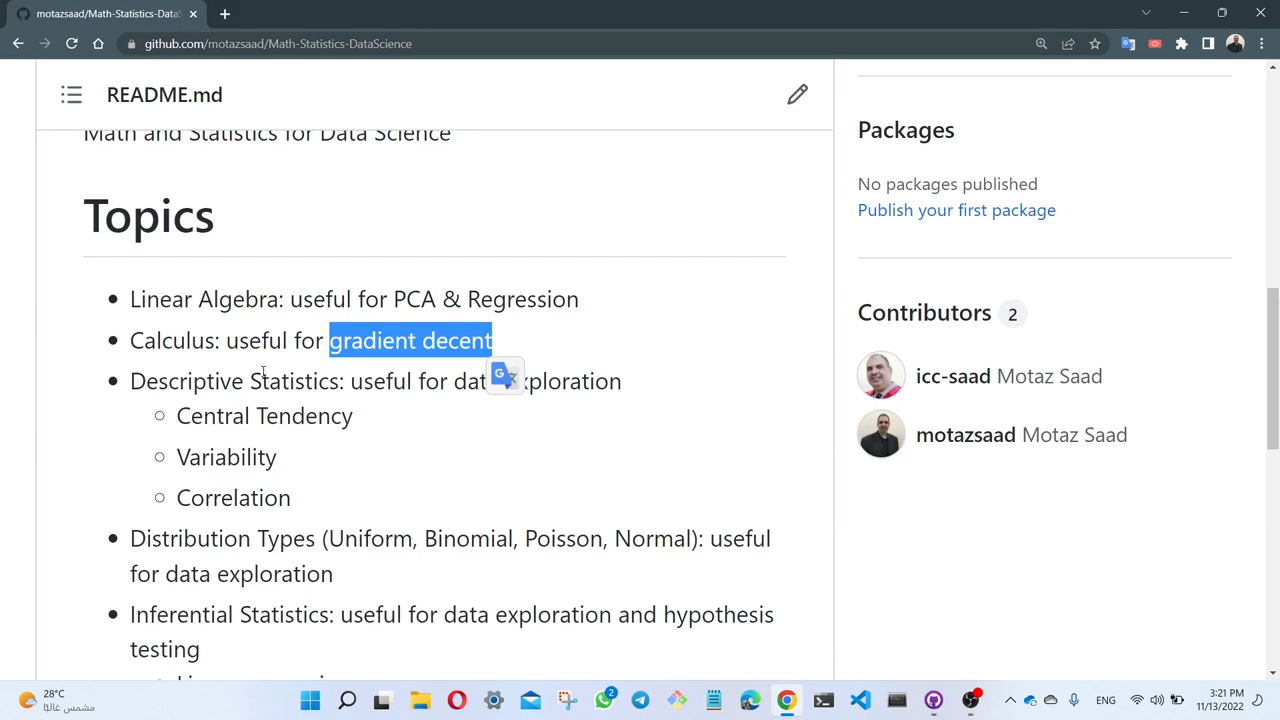 motazsaad/Math-Statistics-Data
github.com/motazsaad/Math-Statistics-DataScience
README.md
Math and Statistics for Data Science
Topics
Linear Algebra: useful for PCA & Regression
Calculus: useful for gradient decent
Descriptive Statistics: useful for dat xploration
Central Tendency
Variability
Correlation
Distribution Types (Uniform, Binomial, Poisson, Normal): useful
for data exploration
Inferential Statistics: useful for data exploration and hypothesis
testing
Packages
No packages published
Publish your first package
Contributors 2
icc-saad Motaz Saad
motazsaad Motaz Saad
28°C
مشمس غالبًا
2
ENG
3:21 PM
11/13/2022